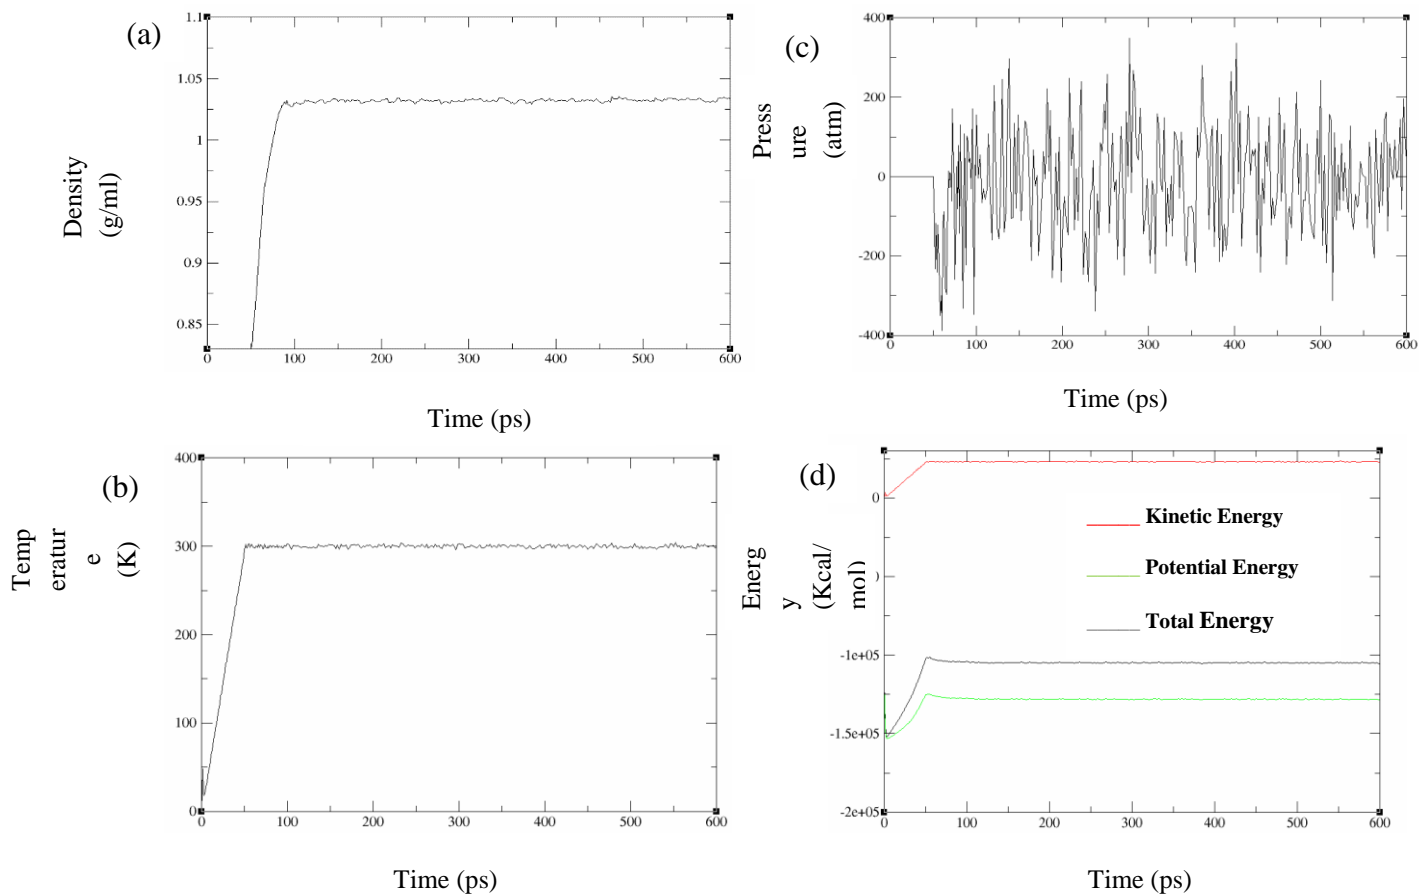 (a)
1.1
1.05
1
0.95
0.9
0.85
0
100
200
300
400
500
600
Density
(g/ml)
Time (ps)
(c)
400
200
0
-200
-400
0
100
200
300
400
500
600
Press
ure
(atm)
Time (ps)
(b)
400
300
200
100
0
0
100
200
300
400
500
600
Temp
eratur
e
(K)
Time (ps)
(d)
0
0
-1e+05
-1.5e+05
-2e+05
0
100
200
300
400
500
600
Energ
y
(Kcal/
mol)
Kinetic Energy
Potential Energy
Total Energy
Time (ps)